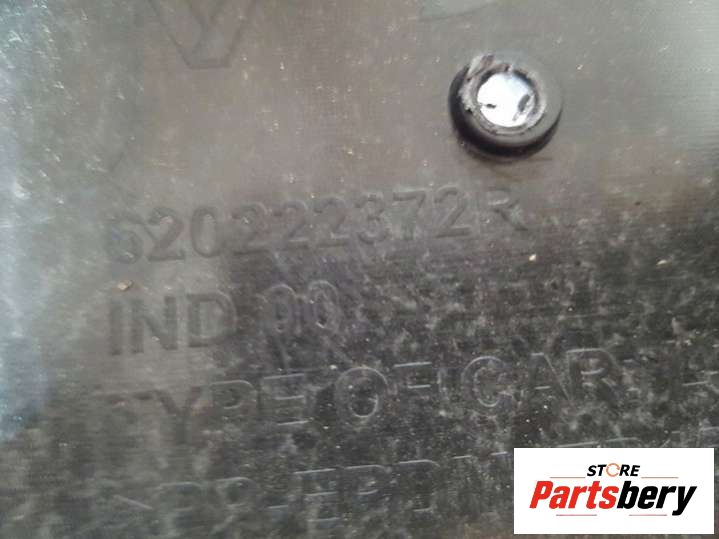 620222372R
IND 00
TYPE OF CAR:
STORE
Partsbery